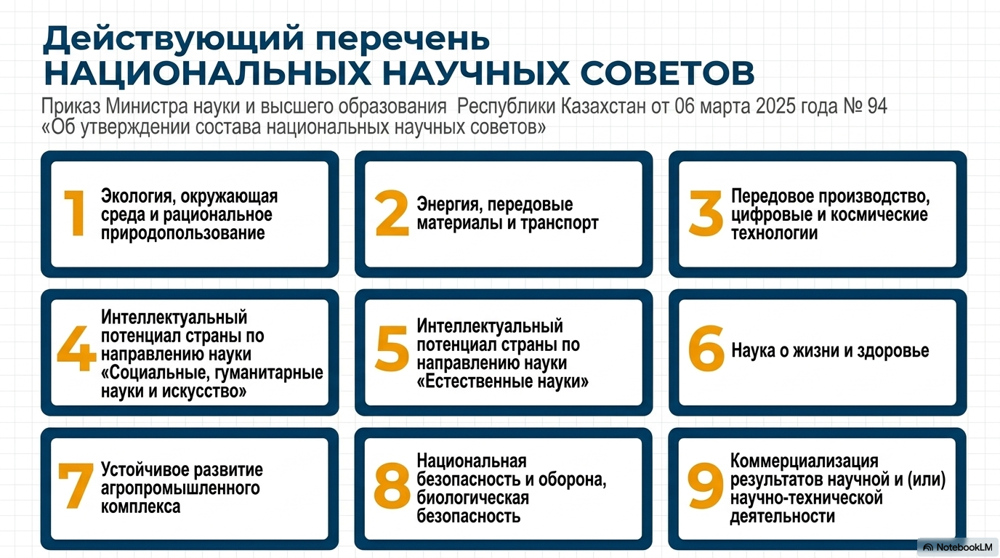 Действующий перечень
НАЦИОНАЛЬНЫХ НАУЧНЫХ СОВЕТОВ
Приказ Министра науки и высшего образования Республики Казахстан от 06 марта 2025 года № 94
«Об утверждении состава национальных научных советов»
1
Экология, окружающая
среда и рациональное
природопользование
2
Энергия, передовые
материалы и транспорт
3
Передовое производство,
цифровые и космические
технологии
4
Интеллектуальный
потенциал страны по
направлению науки
«Социальные, гуманитарные
науки и искусство»
5
Интеллектуальный
потенциал страны по
направлению науки
«Естественные науки»
6
Наука о жизни и здоровье
7
Устойчивое развитие
агропромышленного
комплекса
8
Национальная
безопасность и оборона,
биологическая
безопасность
9
Коммерциализация
результатов научной и (или)
научно-технической
деятельности
NotebookLM